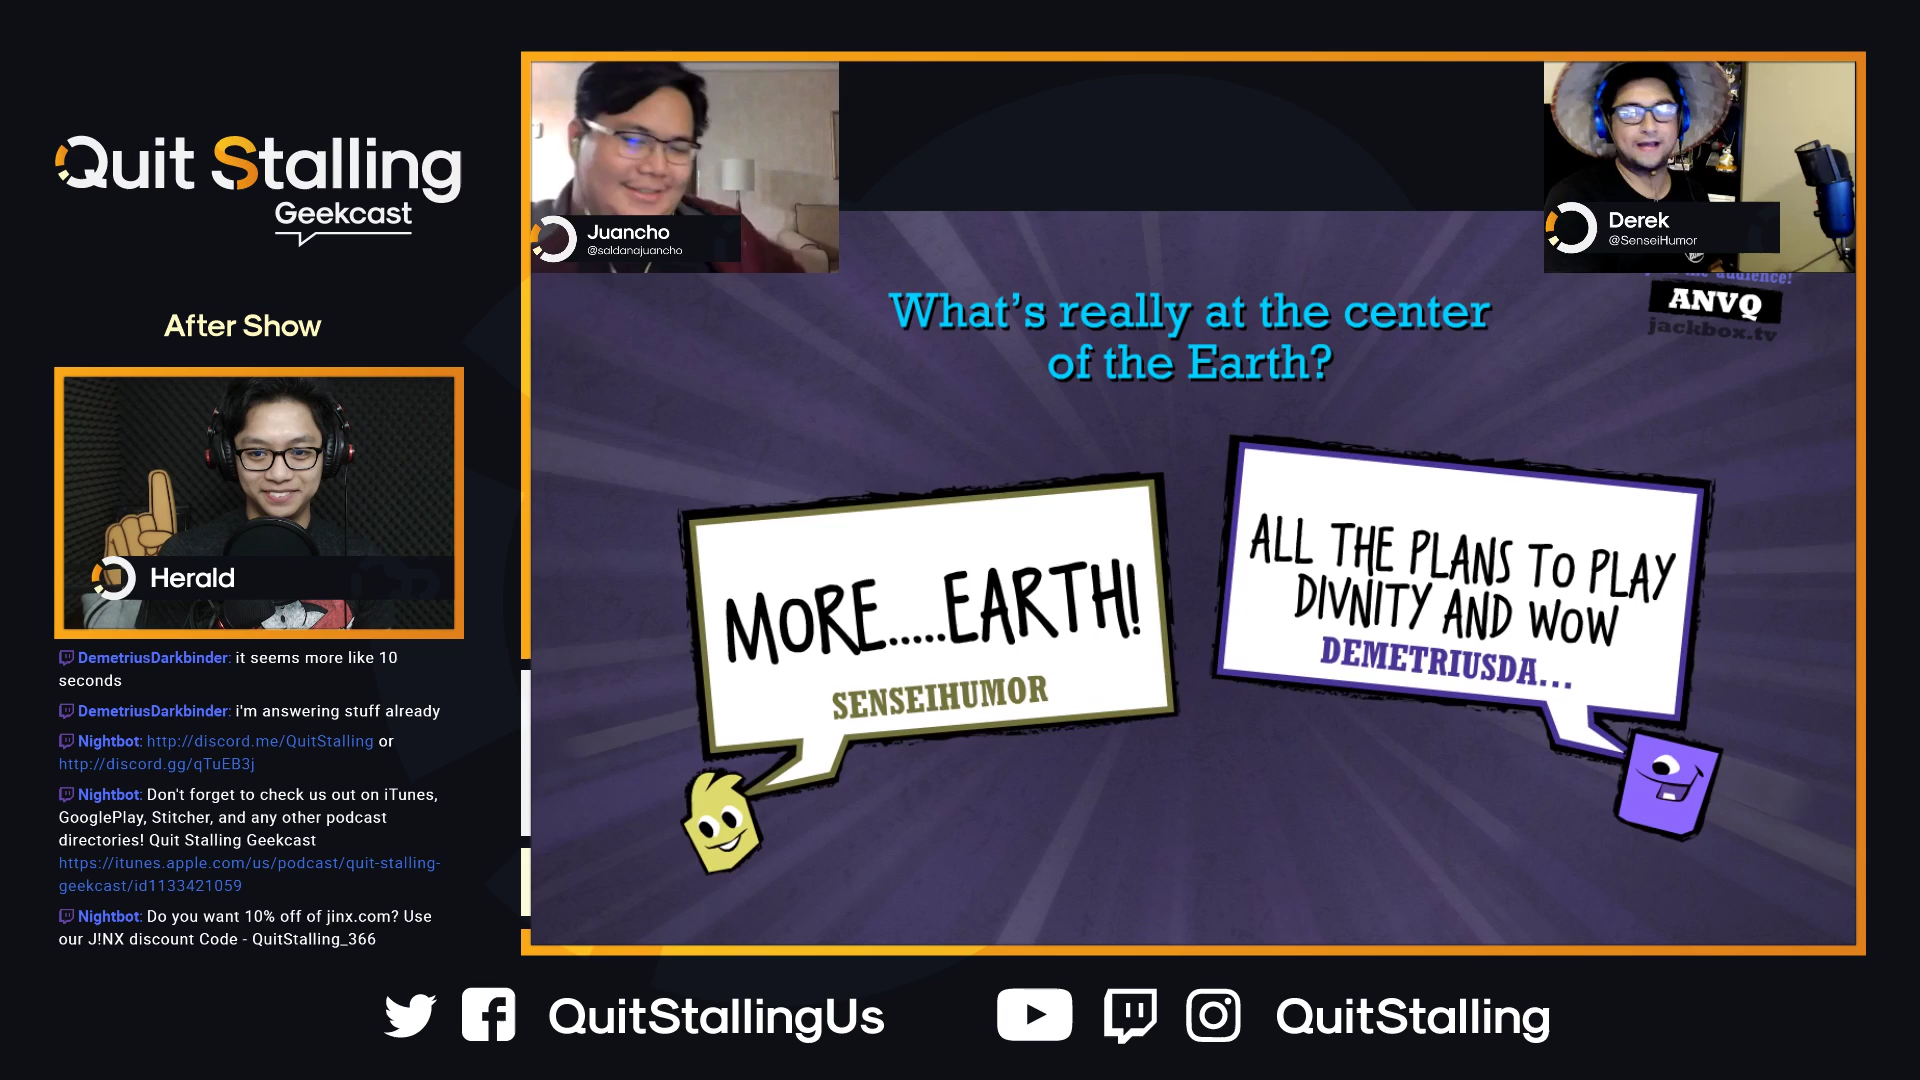 Quit Stalling
Geekcast
After Show
Herald
DemetriusDarkbinder: it seems more like 10
seconds
DemetriusDarkbinder: i'm answering stuff already
Nightbot: http://discord.me/QuitStalling or
http://discord.gg/qTuEB3j
Nightbot: Don't forget to check us out on iTunes,
GooglePlay, Stitcher, and any other podcast
directories! Quit Stalling Geekcast
https://itunes.apple.com/us/podcast/quit-stalling-
geekcast/id1133421059
Nightbot: Do you want 10% off of jinx.com? Use
our J!NX discount Code - QuitStalling_366
Juancho
@saldanajuancho
Derek
@SenseiHumor
audience!
ANVQ
jackbox.tv
What's really at the center
of the Earth?
MORE.....EARTH!
SENSEIHUMOR
ALL THE PLANS TO PLAY
DIVNITY AND WOW
DEMETRIUSDA...
QuitStallingUs
QuitStalling